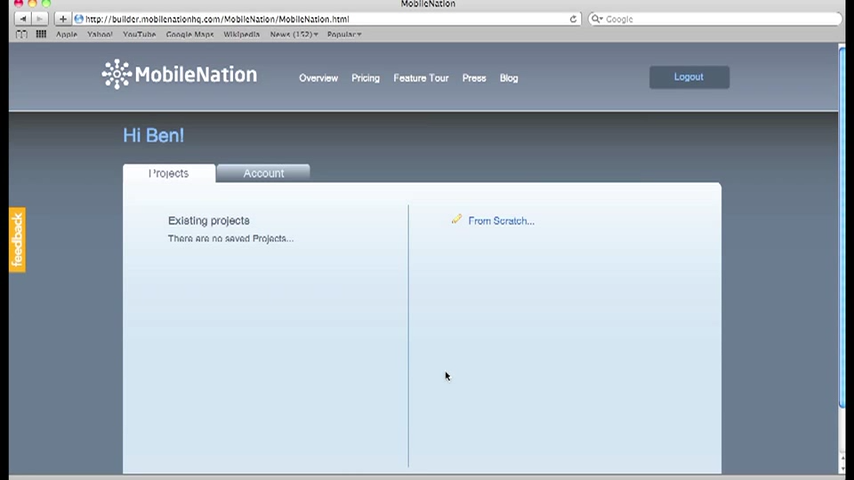 MobileNation
http://builder.mobilenationhq.com/MobileNation/MobileNation.html
Google
Apple Yahoo! YouTube Google Maps Wikipedia News (152) Popular
MobileNation Overview Pricing Feature Tour Press Blog Logout
Hi Ben!
Projects Account
feedback
Existing projects
There are no saved Projects...
From Scratch...